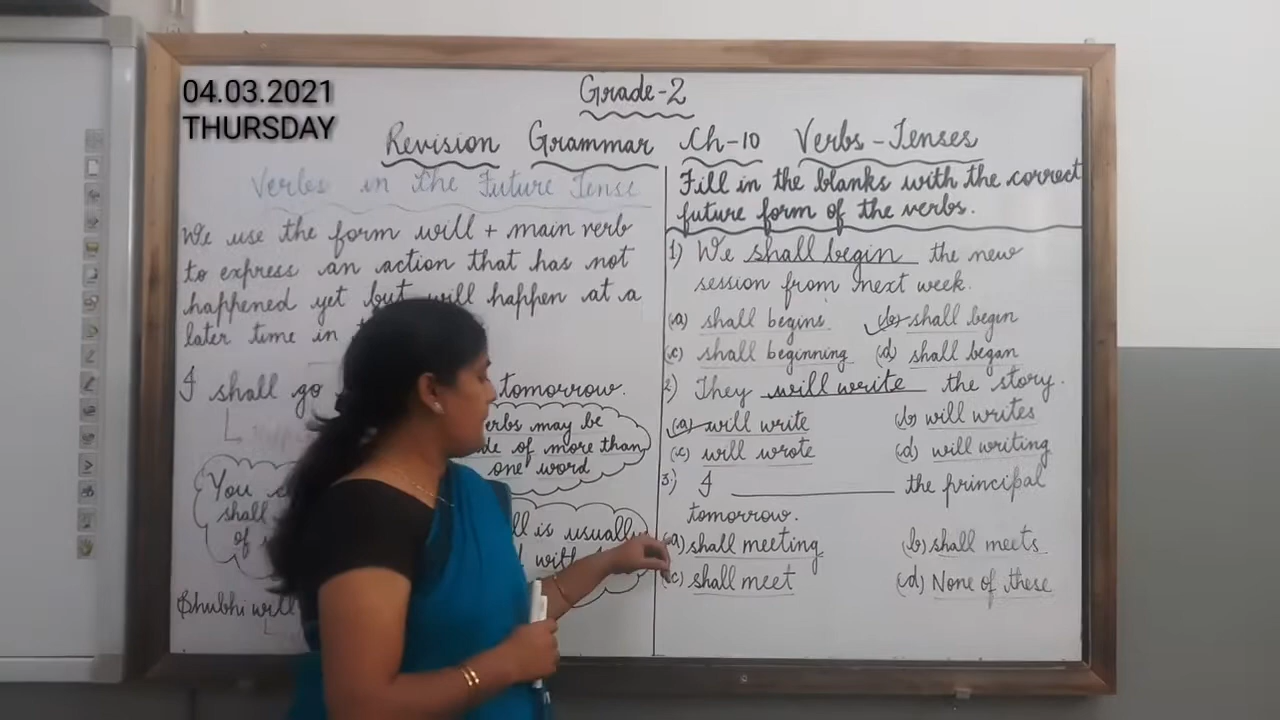 04.03.2021
THURSDAY
Grade-2
Revision Grammar Ch-10 Verbs-Tenses
Verbs in the Future Tense
We use the form will + main verb
to express an action that has not
happened yet but will happen at a
later time in
I shall go tomorrow.
may be
of more than
one word
You
shall
of
is usually
Shubhi will
Fill in the blanks with the correct
future form of the verbs.
1) We shall begin the new
session from next week.
(a) shall begins (b) shall begin
(c) shall beginning (d) shall began
2) They will write the story.
(a) will write (b) will writes
(c) will wrote (d) will writing
3) I __________ the principal
tomorrow.
(a) shall meeting (b) shall meets
(c) shall meet (d) None of these